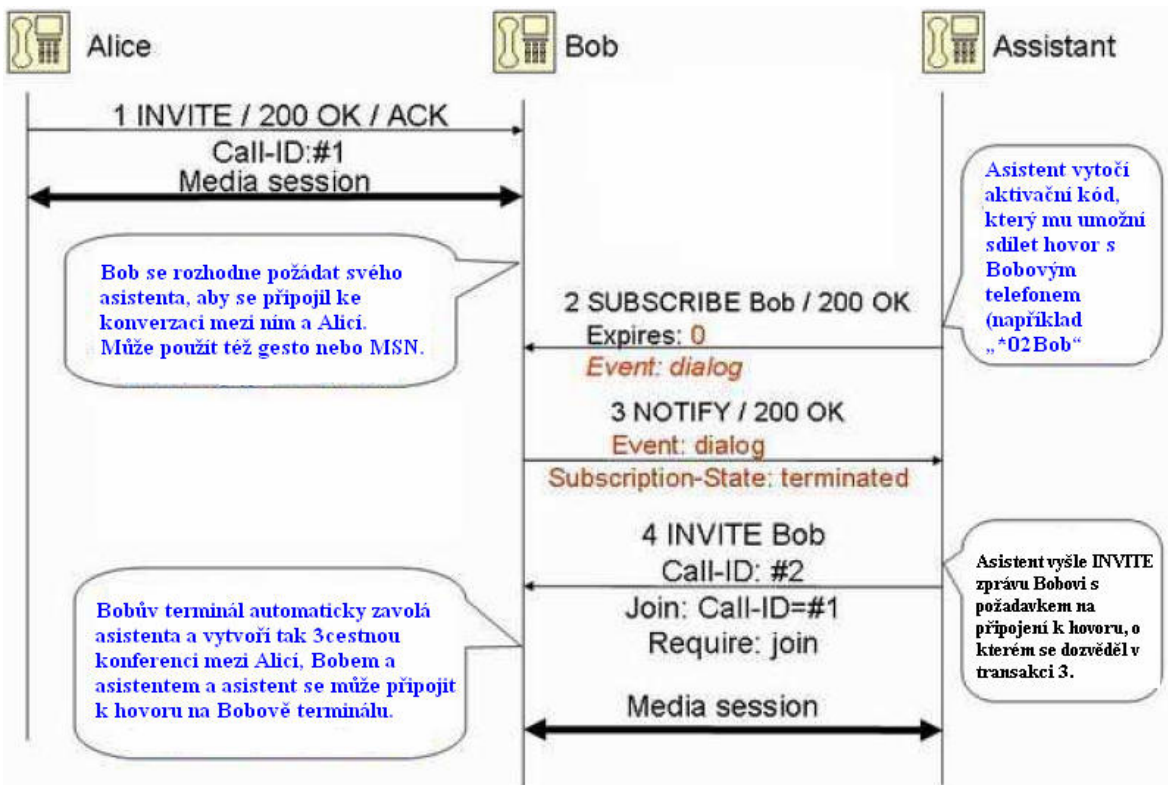 Alice
Bob
Assistant
1 INVITE / 200 OK / ACK
Call-ID:#1
Media session
Asistent vytočí
aktivační kód,
který mu umožní
sdílet hovor s
Bobovým
telefonem
(například
„*02Bob“
Bob se rozhodne požádat svého
asistenta, aby se připojil ke
konverzaci mezi ním a Alicí.
Může použít též gesto nebo MSN.
2 SUBSCRIBE Bob / 200 OK
Expires: 0
Event: dialog
3 NOTIFY / 200 OK
Event: dialog
Subscription-State: terminated
4 INVITE Bob
Call-ID: #2
Join: Call-ID=#1
Require: join
Asistent vyšle INVITE
zprávu Bobovi s
požadavkem na
připojení k hovoru, o
kterém se dozvěděl v
transakci 3.
Bobův terminál automaticky zavolá
asistenta a vytvoří tak 3cestnou
konferenci mezi Alicí, Bobem a
asistentem a asistent se může připojit
k hovoru na Bobově terminálu.
Media session